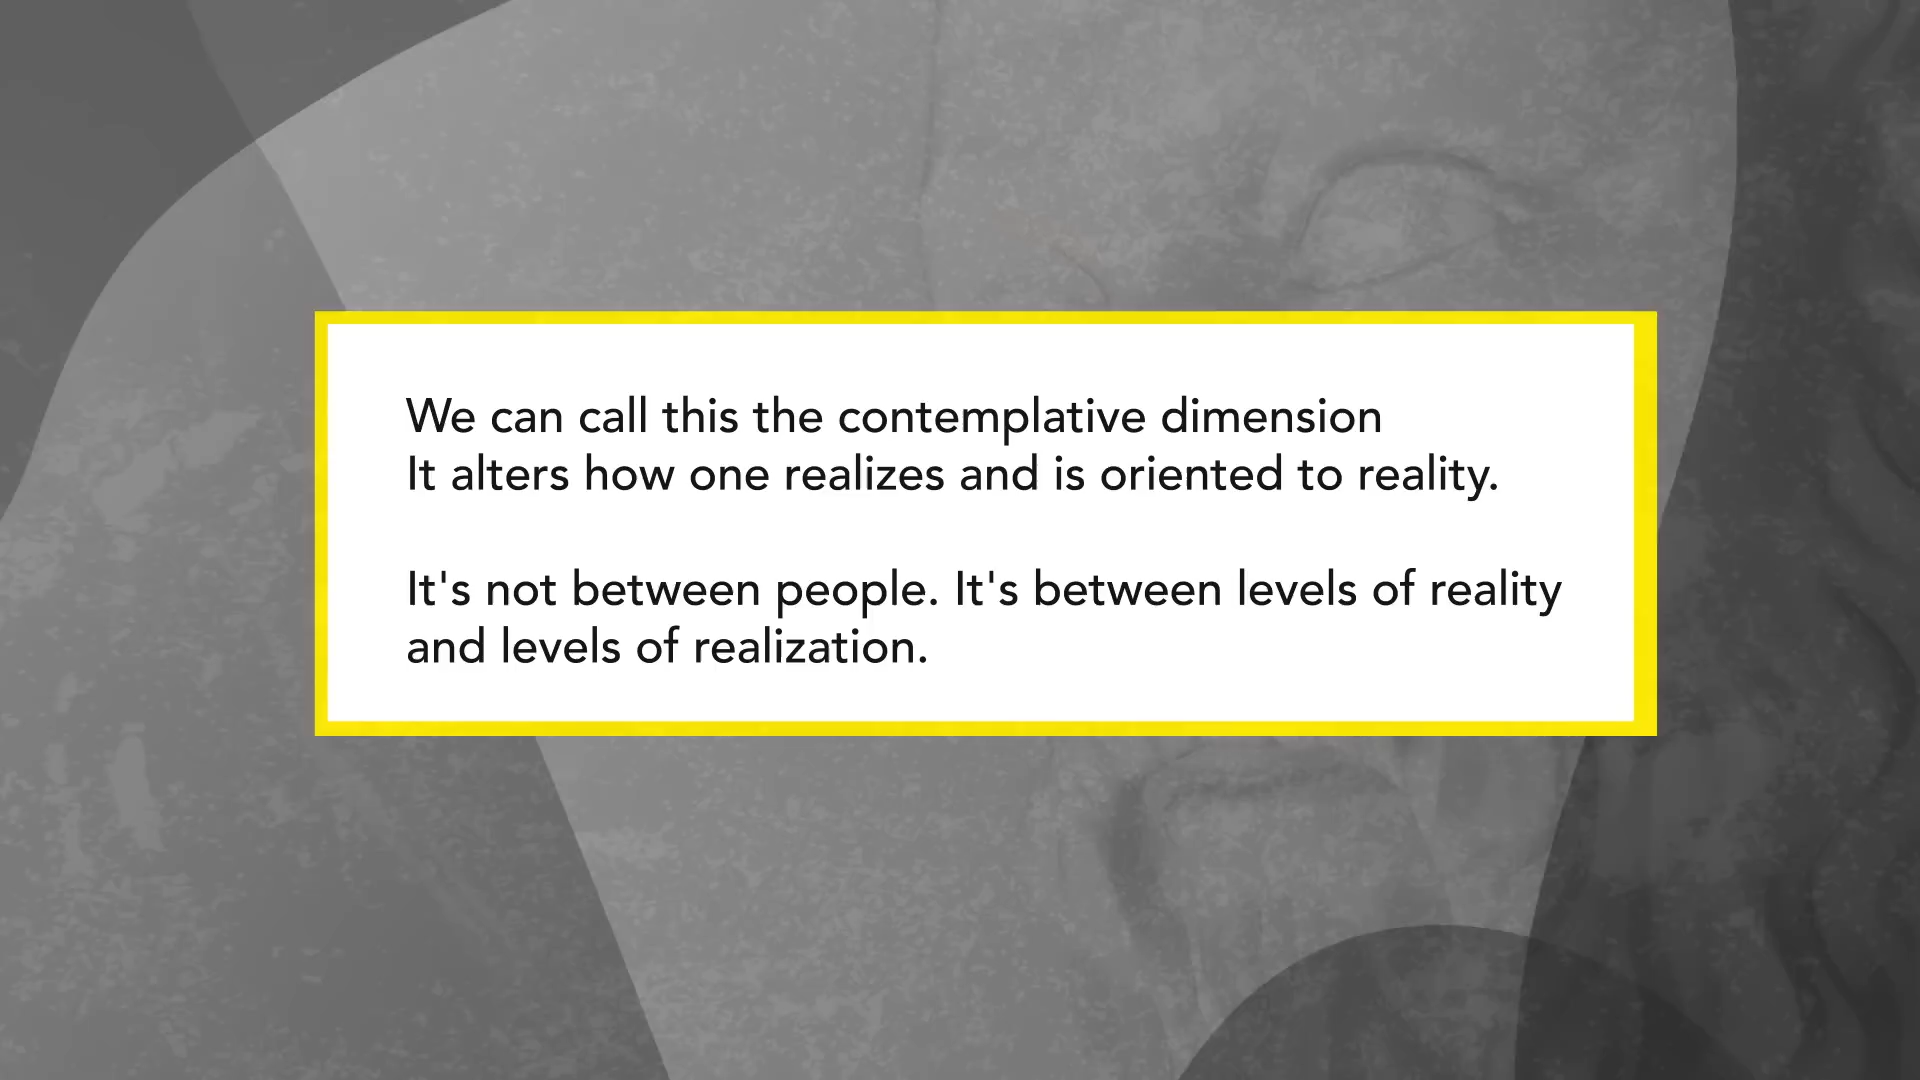 We can call this the contemplative dimension
It alters how one realizes and is oriented to reality.
It's not between people. It's between levels of reality
and levels of realization.